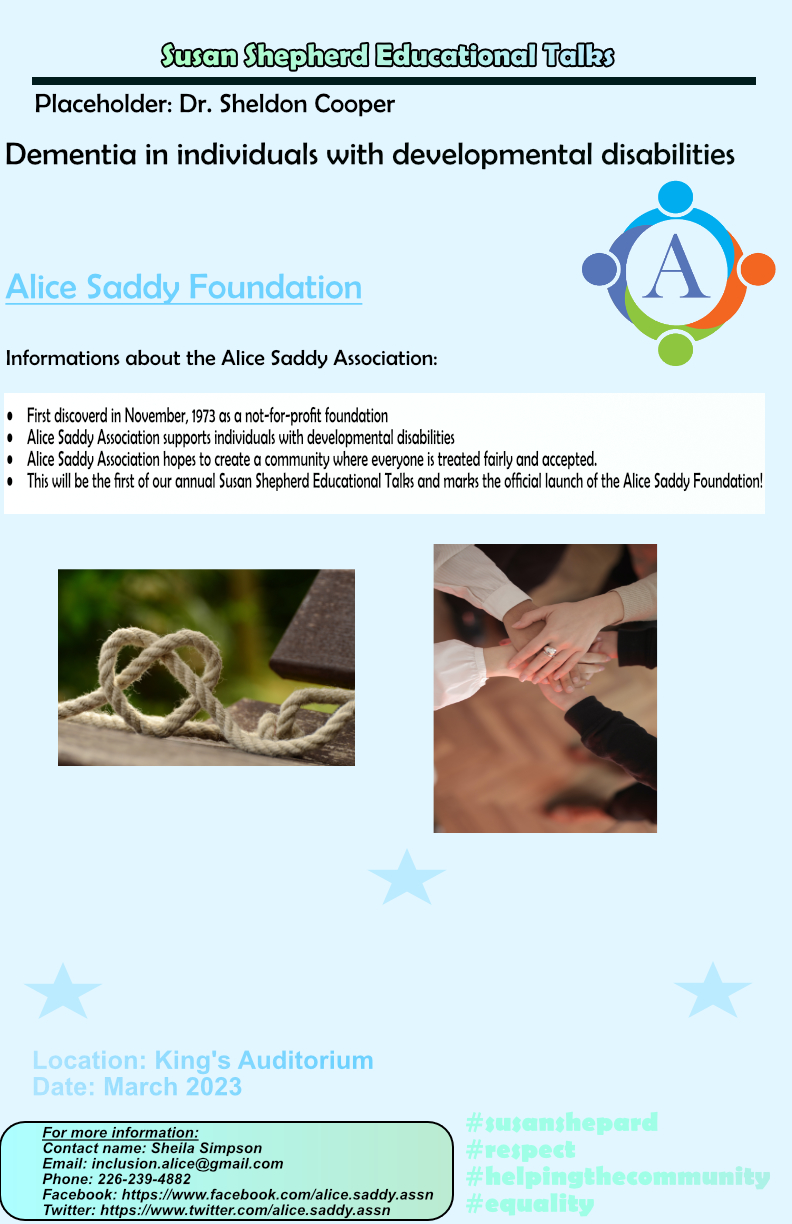 Susan Shepherd Educational Talks
Placeholder: Dr. Sheldon Cooper
Dementia in individuals with developmental disabilities
A
Alice Saddy Foundation
Informations about the Alice Saddy Association:
• First discoverd in November, 1973 as a not-for-profit foundation
• Alice Saddy Association supports individuals with developmental disabilities
• Alice Saddy Association hopes to create a community where everyone is treated fairly and accepted.
• This will be the first of our annual Susan Shepherd Educational Talks and marks the official launch of the Alice Saddy Foundation!
Location: King's Auditorium
Date: March 2023
For more information:
Contact name: Sheila Simpson
Email: inclusion.alice@gmail.com
Phone: 226-239-4882
Facebook: https://www.facebook.com/alice.saddy.assn
Twitter: https://www.twitter.com/alice.saddy.assn
#susanshepard
#respect
#helpingthecommunity
#equality